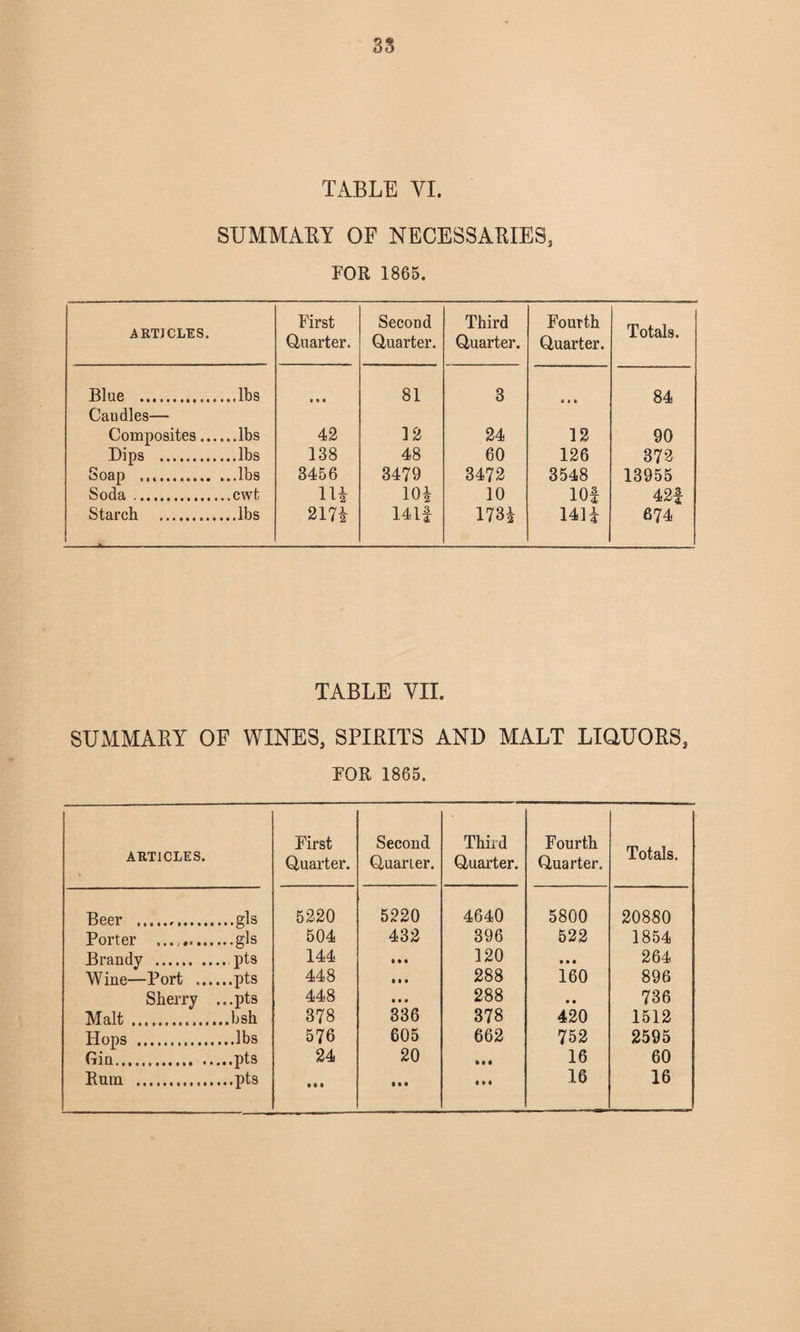 33
TABLE VI.
SUMMARY OF NECESSARIES,
FOR 1865.
ARTICLES. First Quarter. Second Quarter. Third Quarter. Fourth Quarter. Totals.
Blue ..................lbs ... 81 3 ... 84
Candles—
Composites......lbs 42 12 24 12 90
Dips ..............lbs 138 48 60 126 372
Soap ..............lbs 3456 3479 3472 3548 13955
Soda..................cwt 11½ 10½ 10 10¾ 42¾
Starch ..............lbs 217½ 141¾ 173½ 141¼ 674
TABLE VII.
SUMMARY OF WINES, SPIRITS AND MALT LIQUORS,
FOR 1865.
ARTICLES. First Quarter. Second Quarter. Third Quarter. Fourth Quarter. Totals.
Beer ..................gls 5220 5220 4640 5800 20880
Porter ..............gls 504 432 396 522 1854
Brandy ............pts 144 ... 120 ... 264
Wine—Port ......pts 448 ... 288 160 896
Sherry ...pts 448 ... 288 .. 736
Malt ..................bsh 378 336 378 420 1512
Hops ..................lbs 576 605 662 752 2595
Gin....................pts 24 20 ... 16 60
Rum ..................pts ... ... ... 16 16